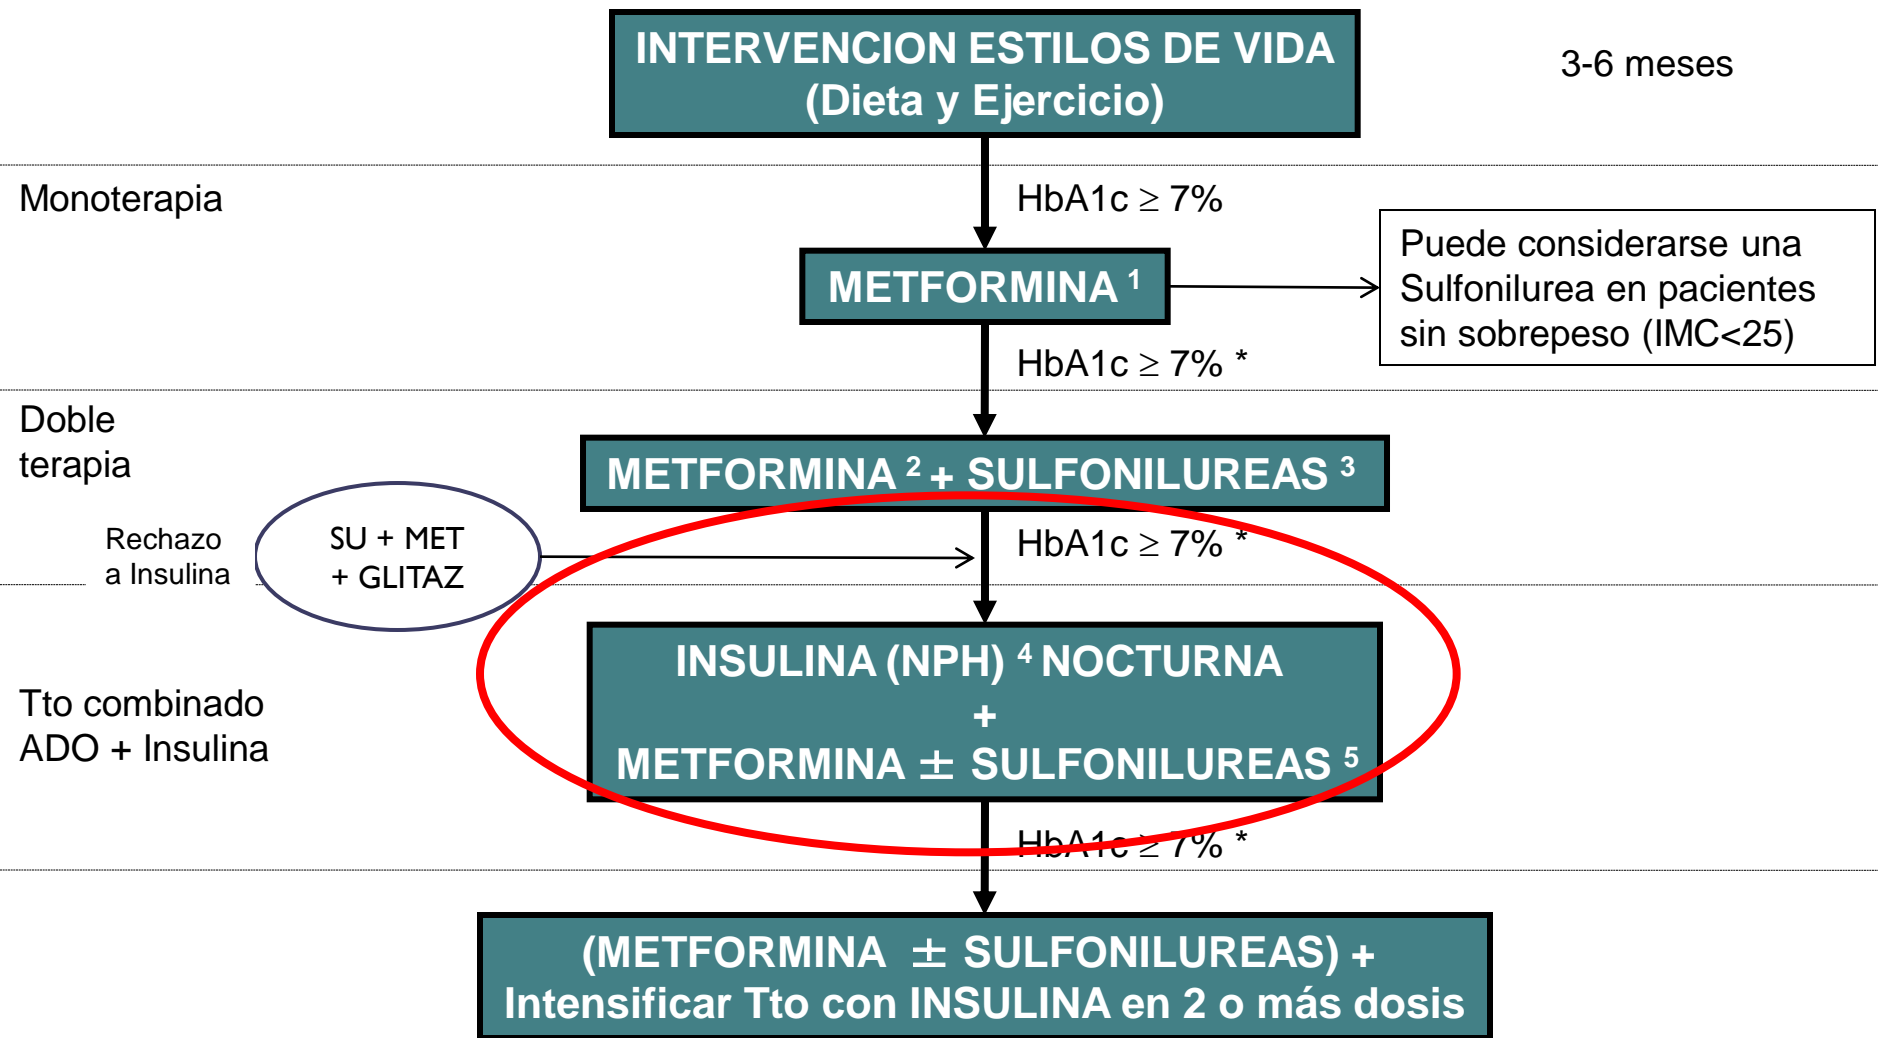 INTERVENCION ESTILOS DE VIDA
(Dieta y Ejercicio)
3-6 meses
Monoterapia
HbA1c ≥ 7%
METFORMINA ¹
Puede considerarse una
Sulfonilurea en pacientes
sin sobrepeso (IMC<25)
HbA1c ≥ 7% *
Doble
terapia
METFORMINA ² + SULFONILUREAS ³
Rechazo
a Insulina
SU + MET
+ GLITAZ
HbA1c ≥ 7% *
Tto combinado
ADO + Insulina
INSULINA (NPH) ⁴ NOCTURNA
+
METFORMINA ± SULFONILUREAS ⁵
HbA1c ≥ 7% *
(METFORMINA ± SULFONILUREAS) +
Intensificar Tto con INSULINA en 2 o más dosis